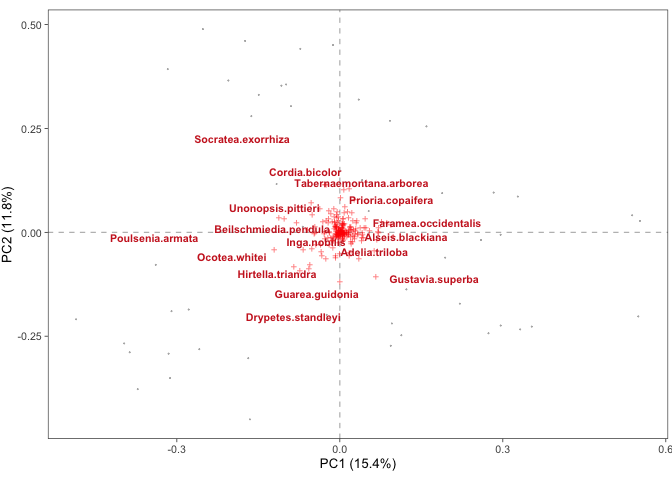 0.50
Socratea.exorrhiza
0.25
Cordia.bicolor
Tabernaemontana.arborea
Prioria.copaifera
Unonopsis.pittieri
Faramea.occidentalis
Beilschmiedia.pendula
0.00
Poulsenia.armata
Alseis.blackiana
Inga.nobilis
Adelia.triloba
Ocotea.whitei
Hirtella.triandra
Gustavia.superba
Guarea.guidonia
Drypetes.standleyi
-0.25
PC2 (11.8%)
-0.3
0.0
0.3
0.6
PC1 (15.4%)